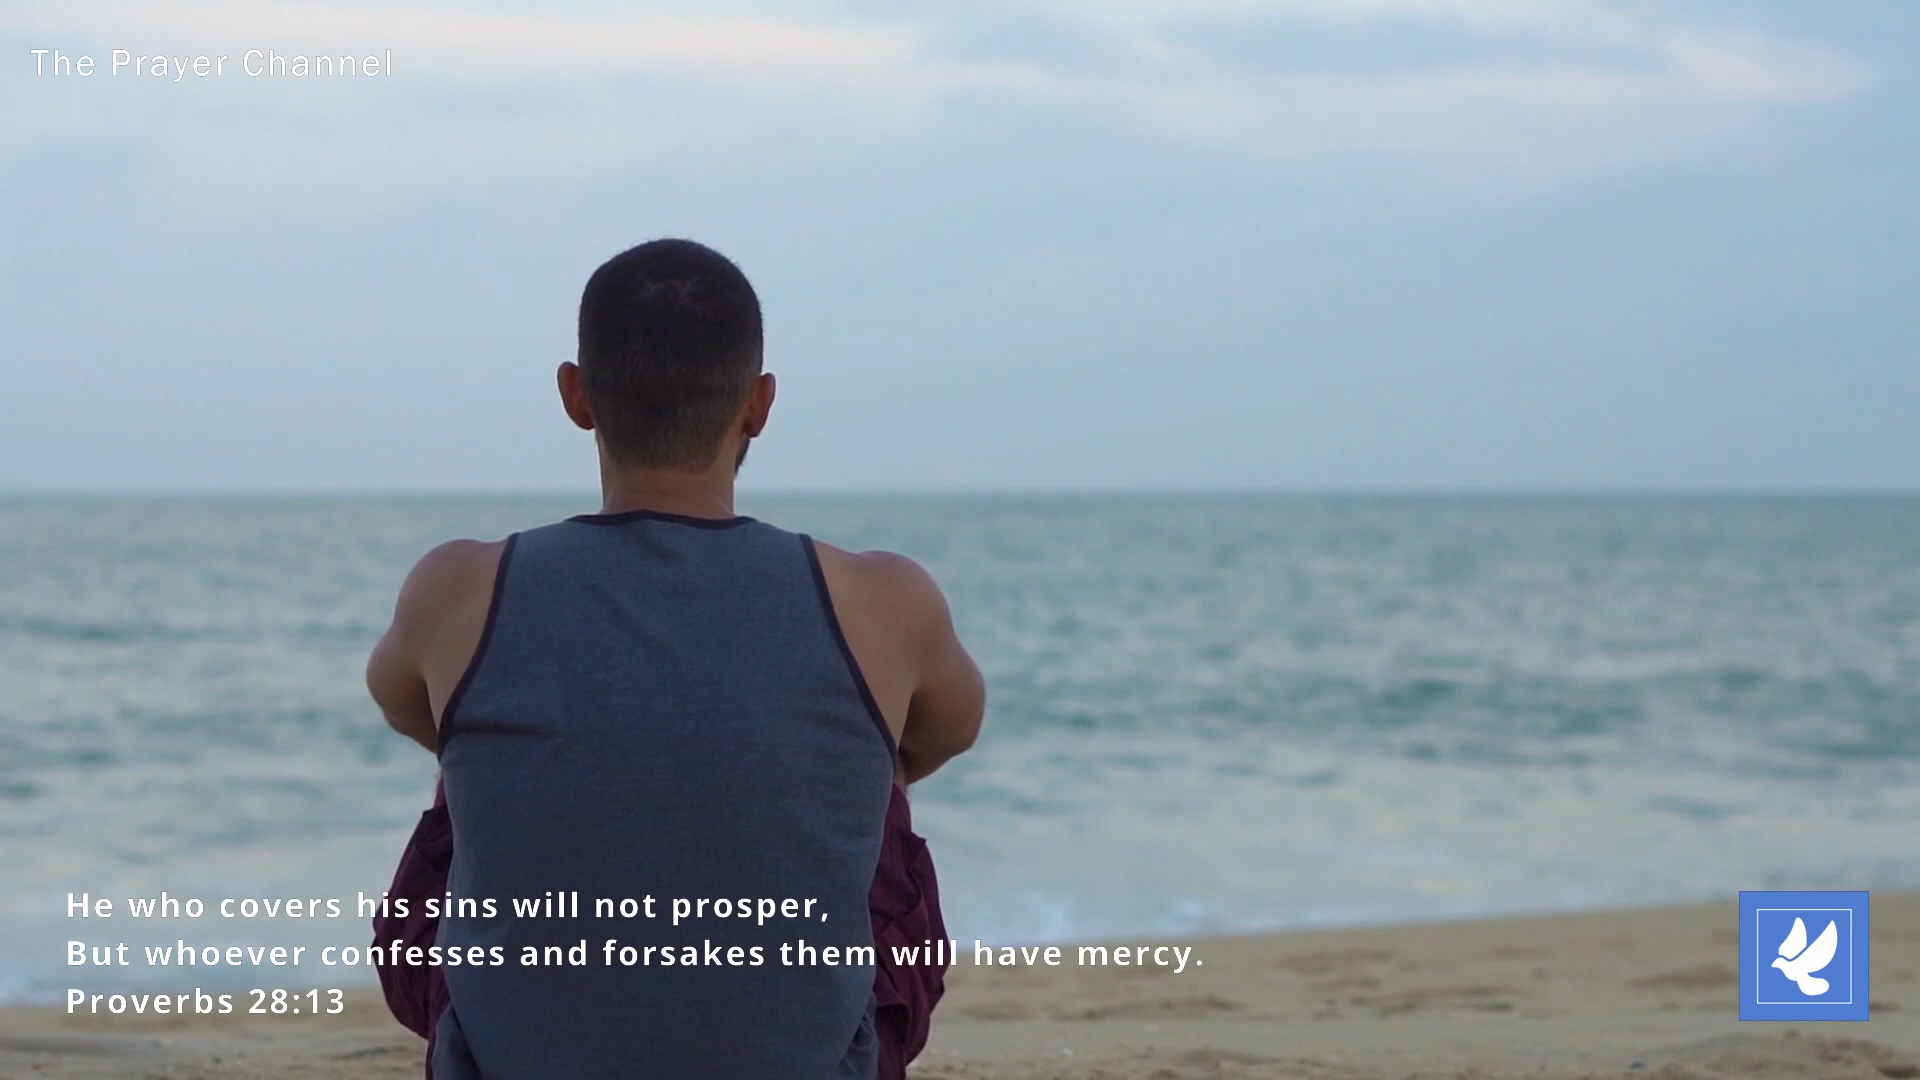 The Prayer Channel
He who covers his sins will not prosper,
But whoever confesses and forsakes them will have mercy.
Proverbs 28:13